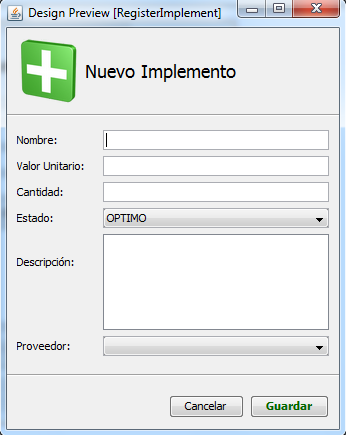 Design Preview [RegisterImplement]
Nuevo Implemento
Nombre:
Valor Unitario:
Cantidad:
Estado:
OPTIMO
Descripción:
Proveedor:
Cancelar
Guardar